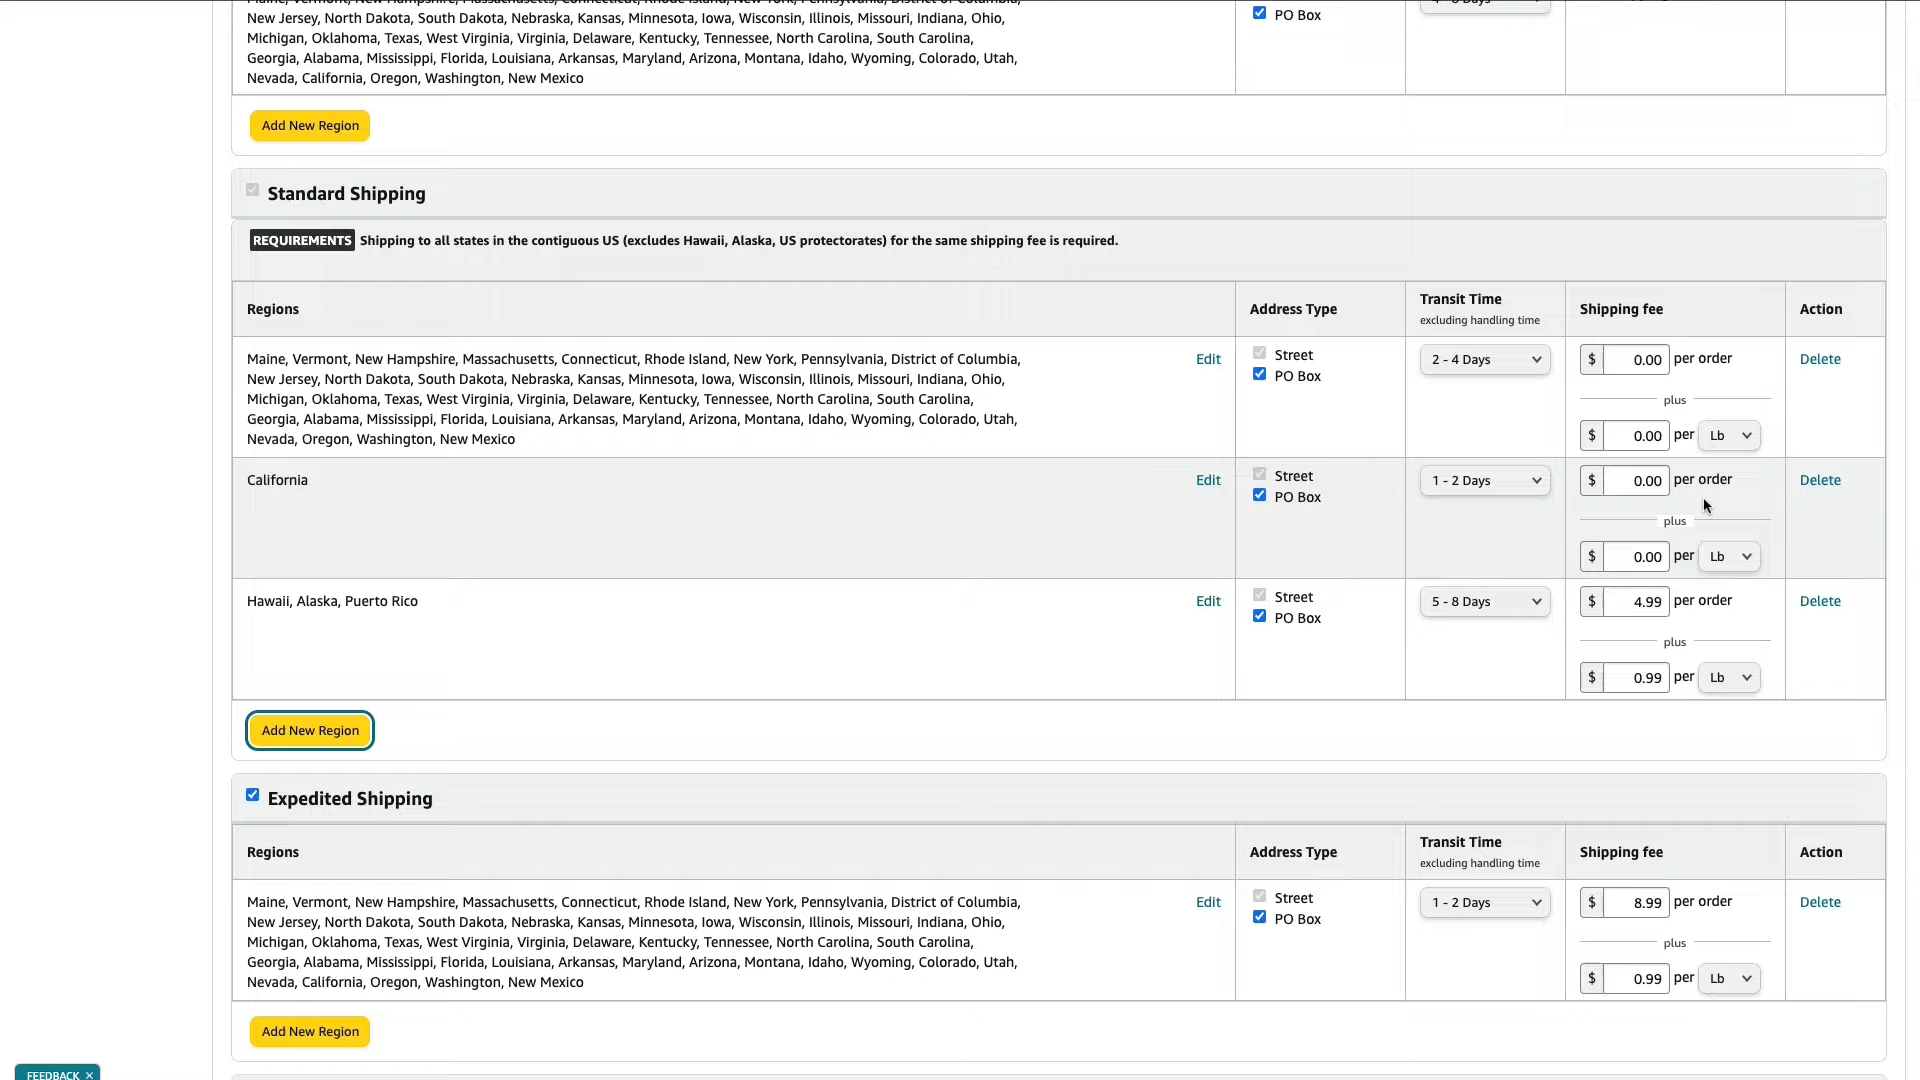 Maine, Vermont, New Hampshire, Massachusetts, Connecticut, Rhode Island, New York, Pennsylvania, District of Columbia,
New Jersey, North Dakota, South Dakota, Nebraska, Kansas, Minnesota, Iowa, Wisconsin, Illinois, Missouri, Indiana, Ohio,
PO Box
Michigan, Oklahoma, Texas, West Virginia, Virginia, Delaware, Kentucky, Tennessee, North Carolina, South Carolina,
Georgia, Alabama, Mississippi, Florida, Louisiana, Arkansas, Maryland, Arizona, Montana, Idaho, Wyoming, Colorado, Utah,
Nevada, California, Oregon, Washington, New Mexico
Add New Region
Standard Shipping
REQUIREMENTS Shipping to all states in the contiguous US (excludes Hawaii, Alaska, US protectorates) for the same shipping fee is required.
Regions
Address Type
Transit Time
excluding handling time
Shipping fee
Action
Maine, Vermont, New Hampshire, Massachusetts, Connecticut, Rhode Island, New York, Pennsylvania, District of Columbia,
New Jersey, North Dakota, South Dakota, Nebraska, Kansas, Minnesota, Iowa, Wisconsin, Illinois, Missouri, Indiana, Ohio,
Michigan, Oklahoma, Texas, West Virginia, Virginia, Delaware, Kentucky, Tennessee, North Carolina, South Carolina,
Georgia, Alabama, Mississippi, Florida, Louisiana, Arkansas, Maryland, Arizona, Montana, Idaho, Wyoming, Colorado, Utah,
Nevada, Oregon, Washington, New Mexico
Edit
Street
PO Box
2 - 4 Days
$ 0.00 per order
plus
$ 0.00 per Lb
Delete
California
Edit
Street
PO Box
1 - 2 Days
$ 0.00 per order
plus
$ 0.00 per Lb
Delete
Hawaii, Alaska, Puerto Rico
Edit
Street
PO Box
5 - 8 Days
$ 4.99 per order
plus
$ 0.99 per Lb
Delete
Add New Region
Expedited Shipping
Regions
Address Type
Transit Time
excluding handling time
Shipping fee
Action
Maine, Vermont, New Hampshire, Massachusetts, Connecticut, Rhode Island, New York, Pennsylvania, District of Columbia,
New Jersey, North Dakota, South Dakota, Nebraska, Kansas, Minnesota, Iowa, Wisconsin, Illinois, Missouri, Indiana, Ohio,
Michigan, Oklahoma, Texas, West Virginia, Virginia, Delaware, Kentucky, Tennessee, North Carolina, South Carolina,
Georgia, Alabama, Mississippi, Florida, Louisiana, Arkansas, Maryland, Arizona, Montana, Idaho, Wyoming, Colorado, Utah,
Nevada, California, Oregon, Washington, New Mexico
Edit
Street
PO Box
1 - 2 Days
$ 8.99 per order
plus
$ 0.99 per Lb
Delete
Add New Region
FEEDBACK ×